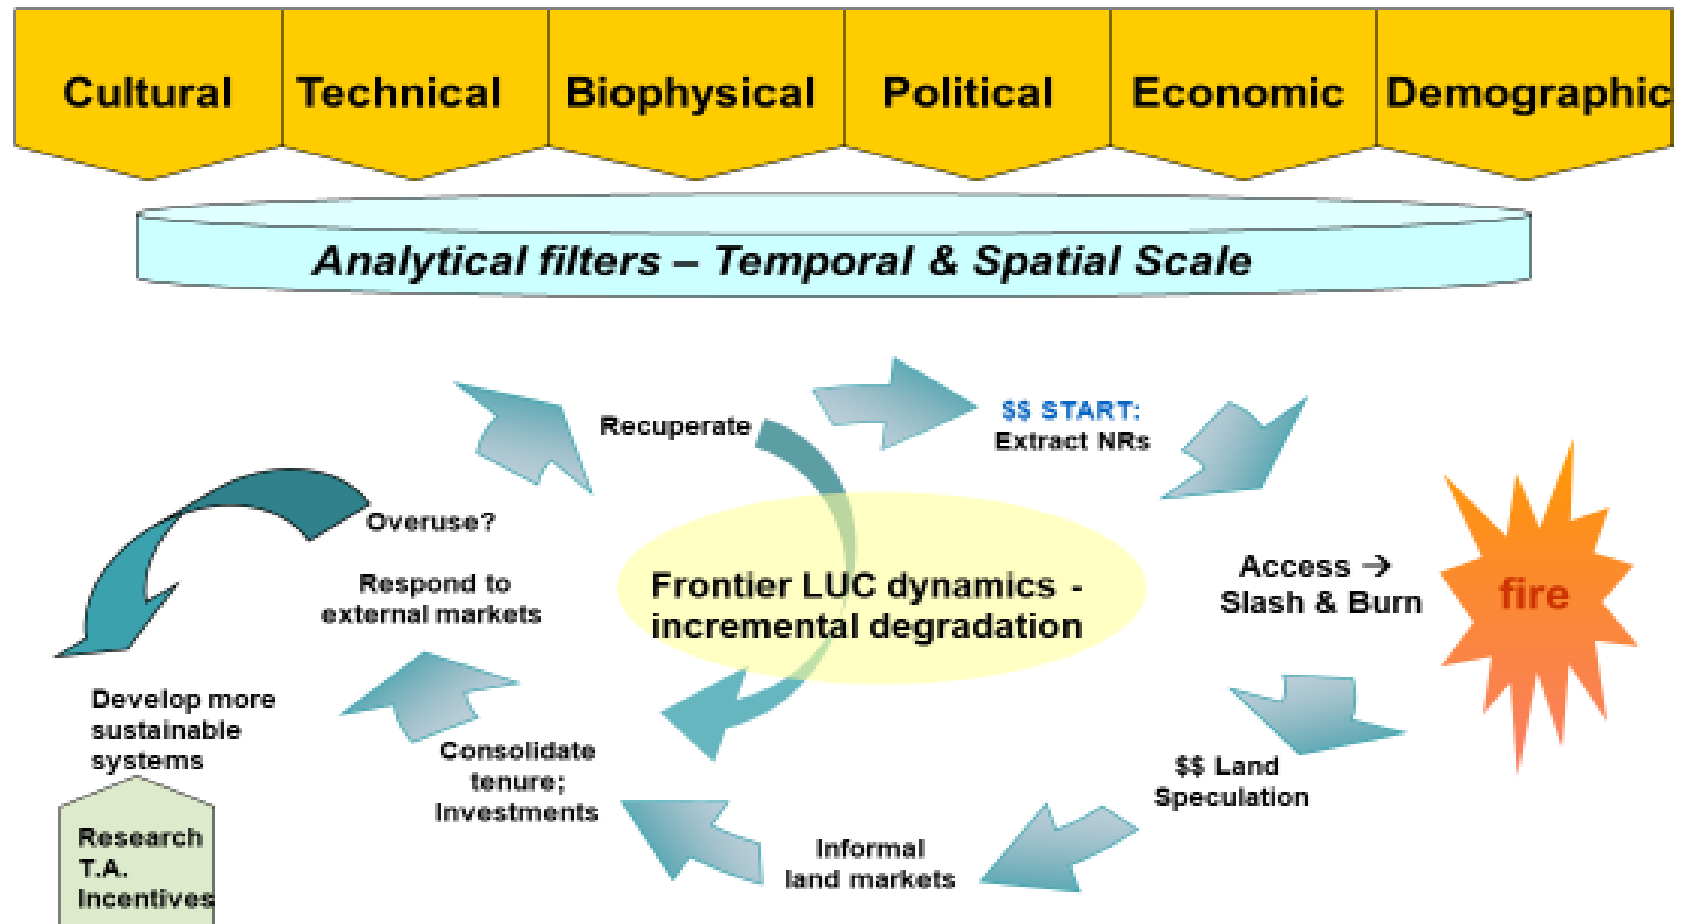 Cultural
Technical
Biophysical
Political
Economic
Demographic
Analytical filters – Temporal & Spatial Scale
Recuperate
$$ START:
Extract NRs
Overuse?
Respond to
external markets
Frontier LUC dynamics -
incremental degradation
Access →
Slash & Burn
fire
Develop more
sustainable
systems
Consolidate
tenure;
Investments
$$ Land
Speculation
Informal
land markets
Research
T.A.
Incentives